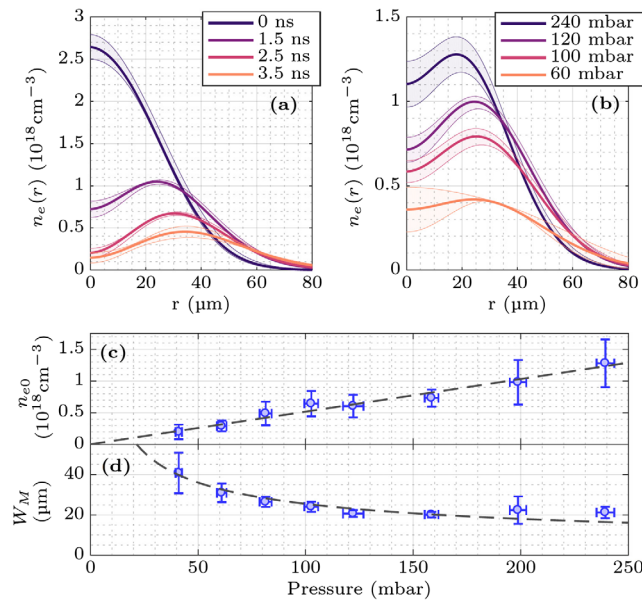 3
2.5
2
1.5
1
0.5
0
n_e(r) (10^18 cm^−3)
0 ns
1.5 ns
2.5 ns
3.5 ns
(a)
0 20 40 60 80
r (µm)
1.5
1
0.5
0
n_e(r) (10^18 cm^−3)
240 mbar
120 mbar
100 mbar
60 mbar
(b)
0 20 40 60 80
r (µm)
1.5
1
0.5
0
n_e0
(10^18 cm^−3)
(c)
40
20
0
W_M
(µm)
(d)
0 50 100 150 200 250
Pressure (mbar)